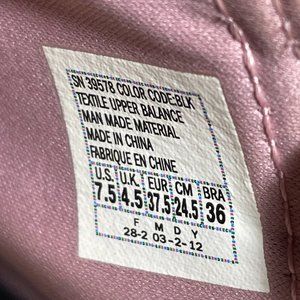 SN 39578 COLOR CODE:BLK
TEXTILE UPPER BALANCE
MAN MADE MATERIAL
MADE IN CHINA
FABRIQUE EN CHINE
U.S. U.K. EUR CM BRA
7.5 4.5 37.5 24.5 36
F M D Y
28-2 03-2-12